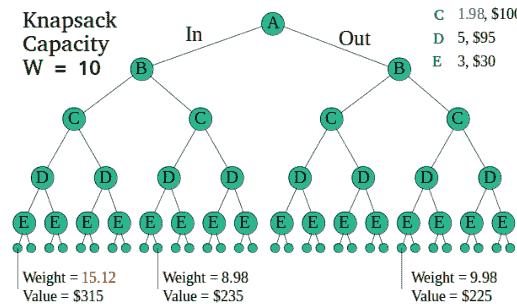 Knapsack
Capacity
W = 10
In
Out
C 1.98, $100
D 5, $95
E 3, $30
A
B B
C C C C
D D D D D D D D
E E E E E E E E E E E E E E E E
Weight = 15.12
Value = $315
Weight = 8.98
Value = $235
Weight = 9.98
Value = $225